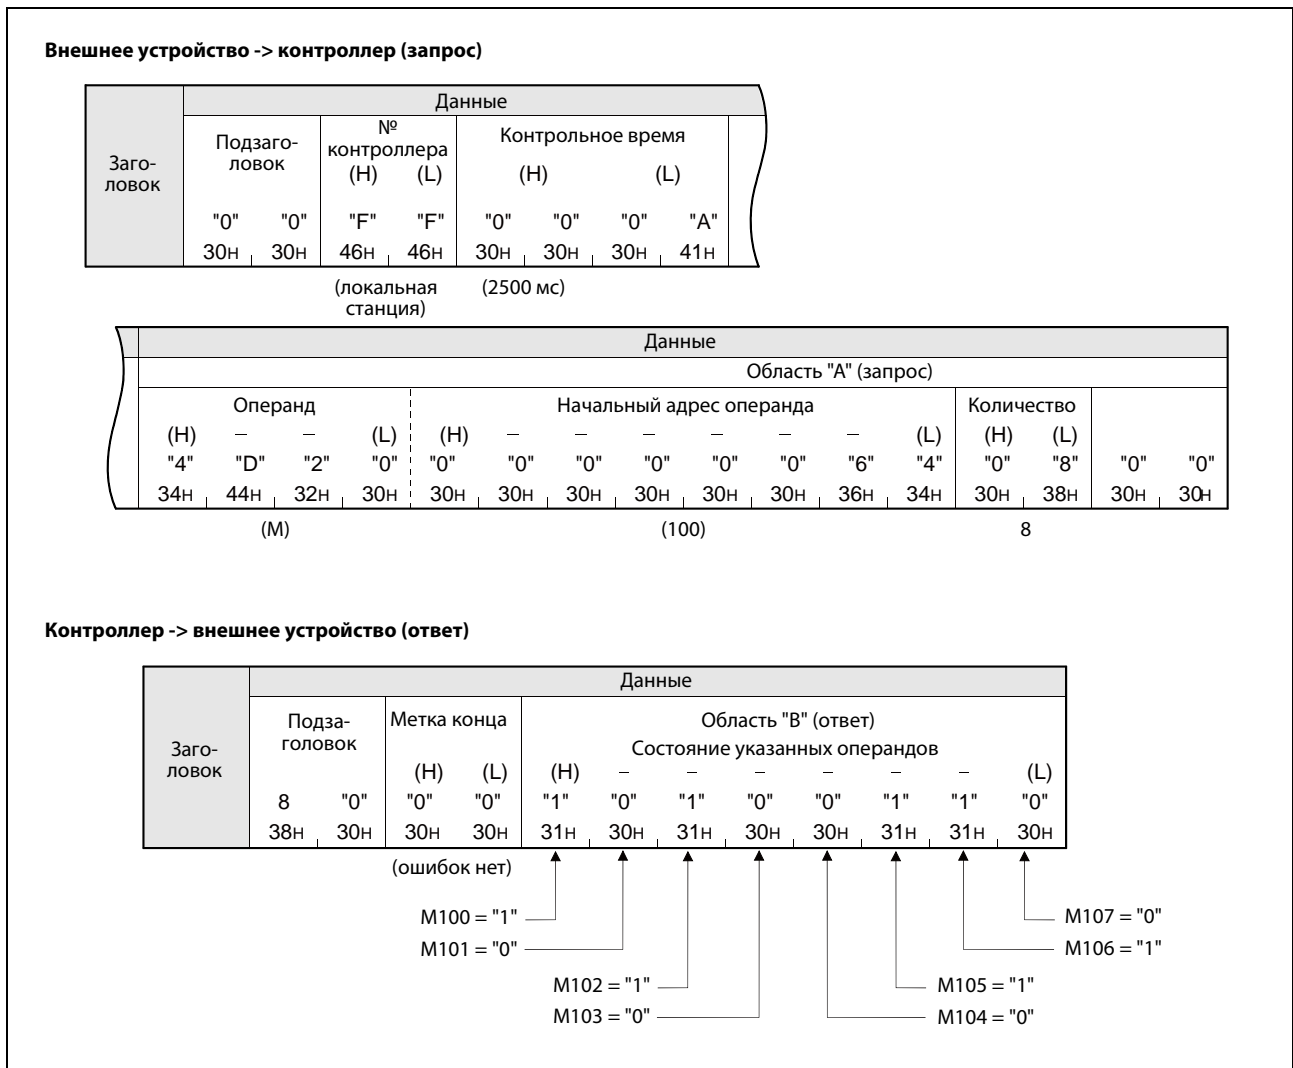 Внешнее устройство -> контроллер (запрос)
Данные
Заго-
ловок
Подзаго-
ловок
№
контроллера
(H) (L)
Контрольное время
(H) (L)
"0" "0" "F" "F" "0" "0" "0" "A"
30H 30H 46H 46H 30H 30H 30H 41H
(локальная
станция)
(2500 мс)
Данные
Область "A" (запрос)
Операнд Начальный адрес операнда Количество
(H) – – (L) (H) – – – – – – (L) (H) (L)
"4" "D" "2" "0" "0" "0" "0" "0" "0" "0" "6" "4" "0" "8" "0" "0"
34H 44H 32H 30H 30H 30H 30H 30H 30H 30H 36H 34H 30H 38H 30H 30H
(M) (100) 8
Контроллер -> внешнее устройство (ответ)
Данные
Заго-
ловок
Подза-
головок
Метка конца
(H) (L)
Область "B" (ответ)
Состояние указанных операндов
(H) – – – – – – (L)
8 "0" "0" "0" "1" "0" "1" "0" "0" "1" "1" "0"
38H 30H 30H 30H 31H 30H 31H 30H 30H 31H 31H 30H
(ошибок нет)
M100 = "1" M107 = "0"
M101 = "0" M106 = "1"
M102 = "1" M105 = "1"
M103 = "0" M104 = "0"